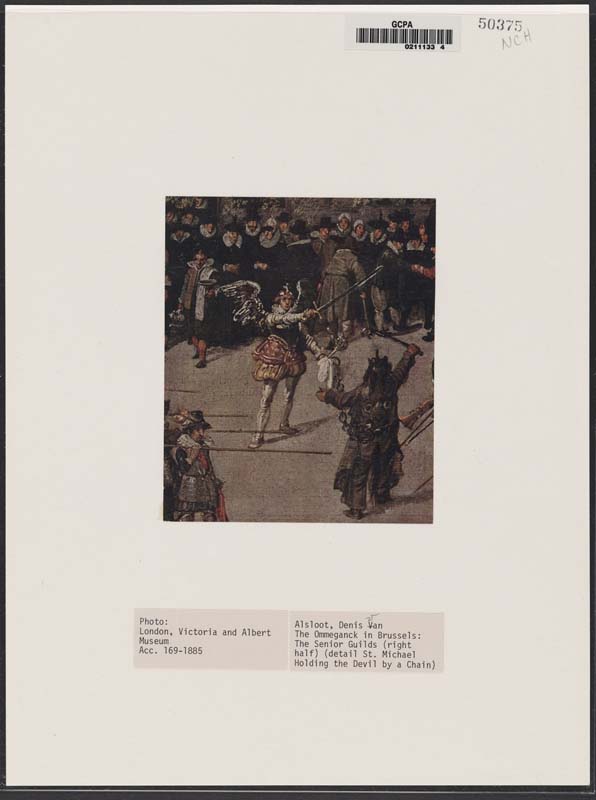 GCPA
0211133 4
50375
NCH
Photo:
London, Victoria and Albert
Museum
Acc. 169-1885
Alsloot, Denis Van
The Ommeganck in Brussels:
The Senior Guilds (right
half) (detail St. Michael
Holding the Devil by a Chain)